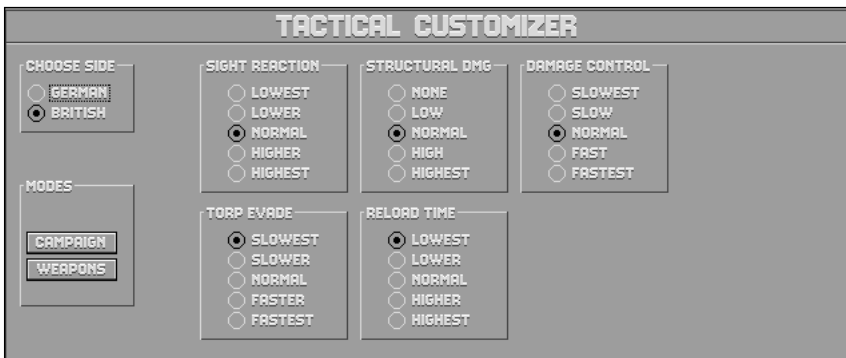 TACTICAL CUSTOMIZER
CHOOSE SIDE
GERMAN
BRITISH
MODES
CAMPAIGN
WEAPONS
SIGHT REACTION
LOWEST
LOWER
NORMAL
HIGHER
HIGHEST
STRUCTURAL DMG
NONE
LOW
NORMAL
HIGH
HIGHEST
DAMAGE CONTROL
SLOWEST
SLOW
NORMAL
FAST
FASTEST
TORP EVADE
SLOWEST
SLOWER
NORMAL
FASTER
FASTEST
RELOAD TIME
LOWEST
LOWER
NORMAL
HIGHER
HIGHEST